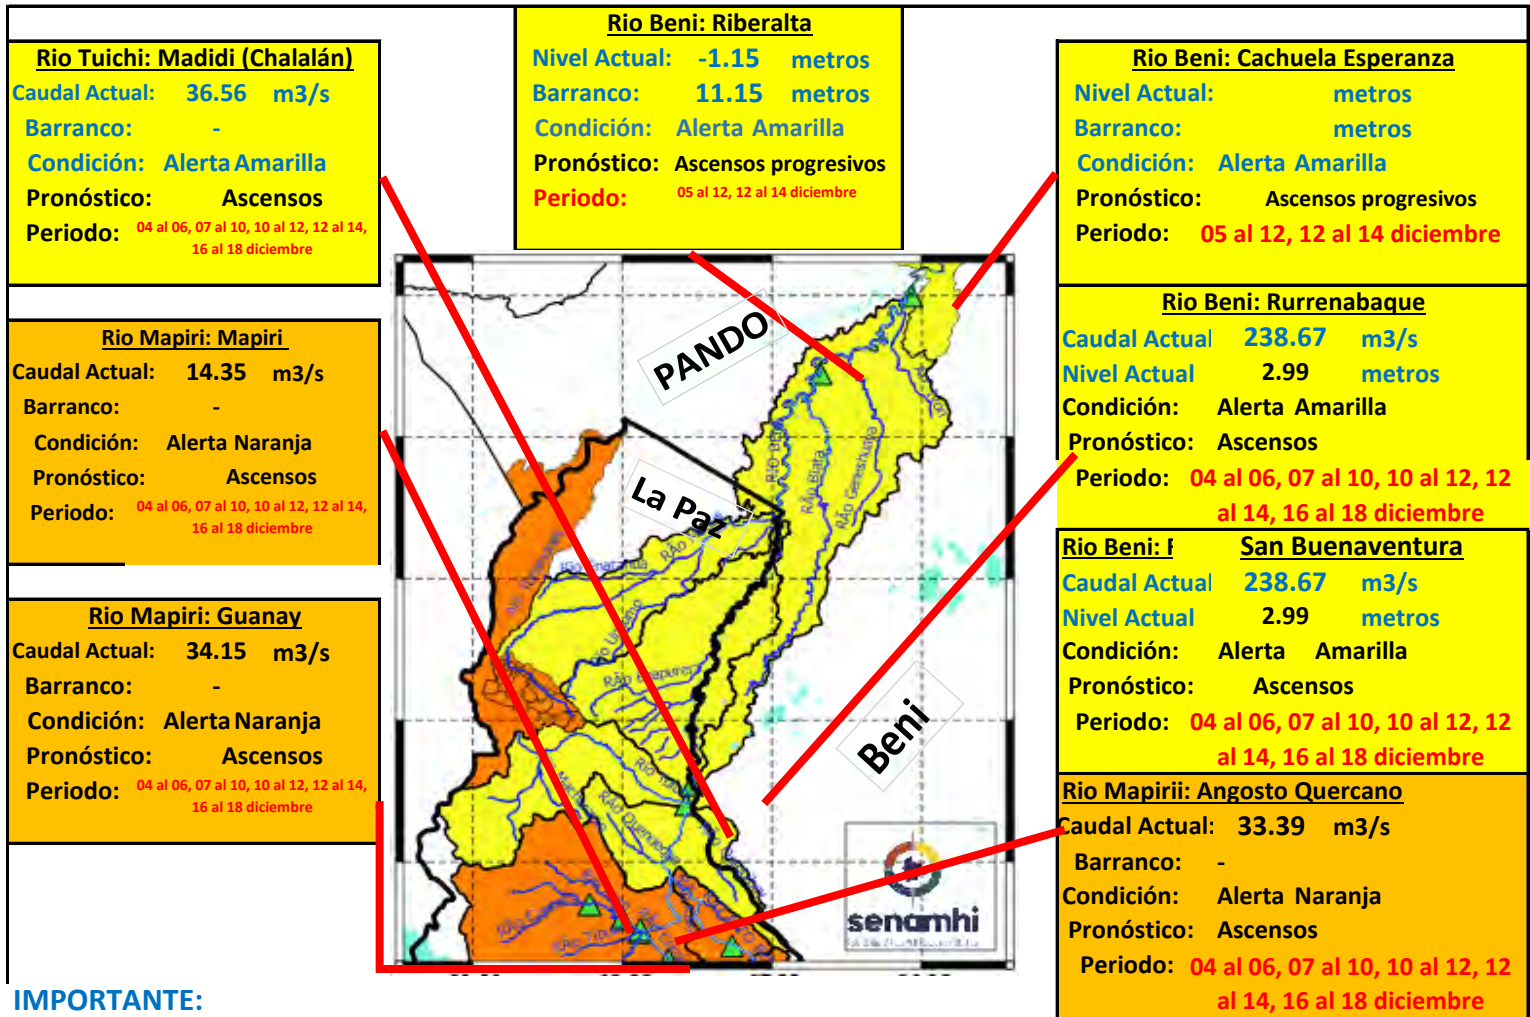 Rio Beni: Riberalta
Nivel Actual: -1.15 metros
Barranco: 11.15 metros
Condición: Alerta Amarilla
Pronóstico: Ascensos progresivos
Periodo: 05 al 12, 12 al 14 diciembre
Rio Tuichi: Madidi (Chalalán)
Caudal Actual: 36.56 m3/s
Barranco: -
Condición: Alerta Amarilla
Pronóstico: Ascensos
Periodo: 04 al 06, 07 al 10, 10 al 12, 12 al 14,
16 al 18 diciembre
Rio Mapiri: Mapiri
Caudal Actual: 14.35 m3/s
Barranco: -
Condición: Alerta Naranja
Pronóstico: Ascensos
Periodo: 04 al 06, 07 al 10, 10 al 12, 12 al 14,
16 al 18 diciembre
Rio Mapiri: Guanay
Caudal Actual: 34.15 m3/s
Barranco: -
Condición: Alerta Naranja
Pronóstico: Ascensos
Periodo: 04 al 06, 07 al 10, 10 al 12, 12 al 14,
16 al 18 diciembre
PANDO
La Paz
Beni
RÃo Biata
RÃo Geneshuaya
senamhi
Rio Beni: Cachuela Esperanza
Nivel Actual: metros
Barranco: metros
Condición: Alerta Amarilla
Pronóstico: Ascensos progresivos
Periodo: 05 al 12, 12 al 14 diciembre
Rio Beni: Rurrenabaque
Caudal Actual 238.67 m3/s
Nivel Actual 2.99 metros
Condición: Alerta Amarilla
Pronóstico: Ascensos
Periodo: 04 al 06, 07 al 10, 10 al 12, 12
al 14, 16 al 18 diciembre
Rio Beni: San Buenaventura
Caudal Actual 238.67 m3/s
Nivel Actual 2.99 metros
Condición: Alerta Amarilla
Pronóstico: Ascensos
Periodo: 04 al 06, 07 al 10, 10 al 12, 12
al 14, 16 al 18 diciembre
Rio Mapirii: Angosto Quercano
Caudal Actual: 33.39 m3/s
Barranco: -
Condición: Alerta Naranja
Pronóstico: Ascensos
Periodo: 04 al 06, 07 al 10, 10 al 12, 12
al 14, 16 al 18 diciembre
IMPORTANTE: